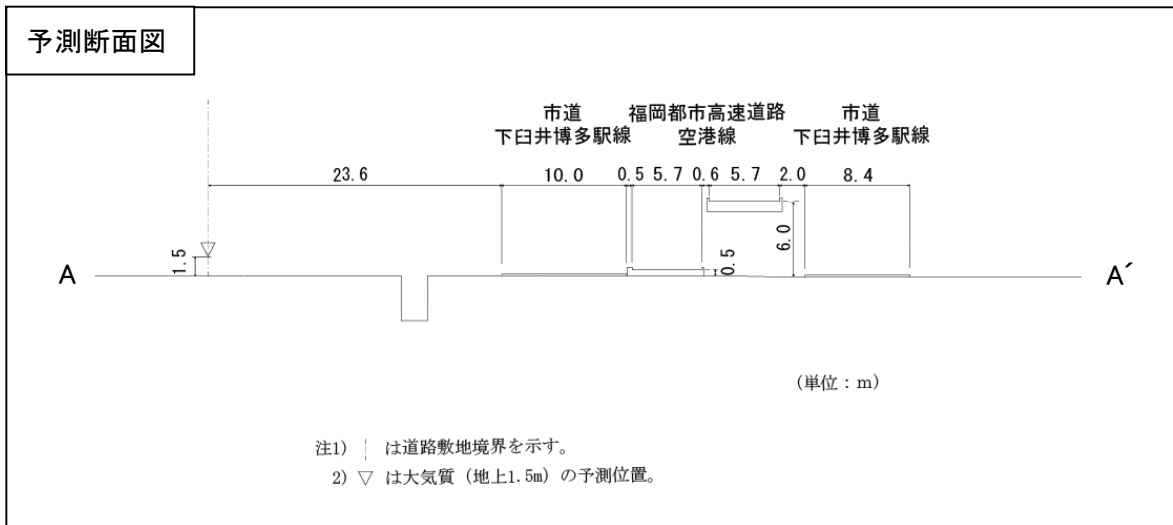 予測断面図
市道
下臼井博多駅線
福岡都市高速道路
空港線
市道
下臼井博多駅線
23.6
10.0
0.5
5.7
0.6
5.7
2.0
8.4
1.5
6.0
0.5
A
A´
(単位：m)
注1) ¦ は道路敷地境界を示す。
2) ▽ は大気質（地上1.5m）の予測位置。